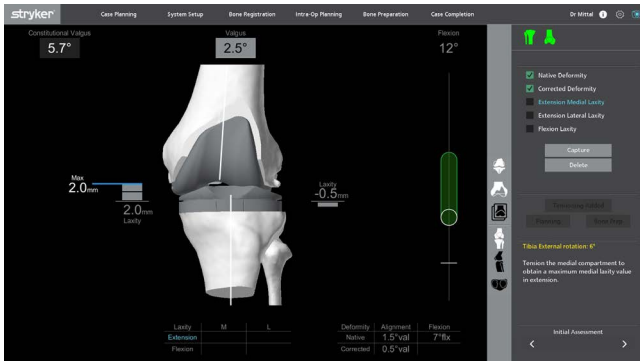 stryker
Case Planning
System Setup
Bone Registration
Intra-Op Planning
Bone Preparation
Case Completion
Dr Mittal
Constitutional Valgus
5.7°
Valgus
2.5°
Flexion
12°
Native Deformity
Corrected Deformity
Extension Medial Laxity
Extension Lateral Laxity
Flexion Laxity
Capture
Delete
Max
2.0mm
2.0mm
Laxity
Laxity
-0.5mm
Planning
Bone Prep
Tibia External rotation: 6°
Tension the medial compartment to
obtain a maximum medial laxity value
in extension.
Laxity M L
Extension
Flexion
Deformity Alignment Flexion
Native 1.5°val 7°flx
Corrected 0.5°val
Initial Assessment